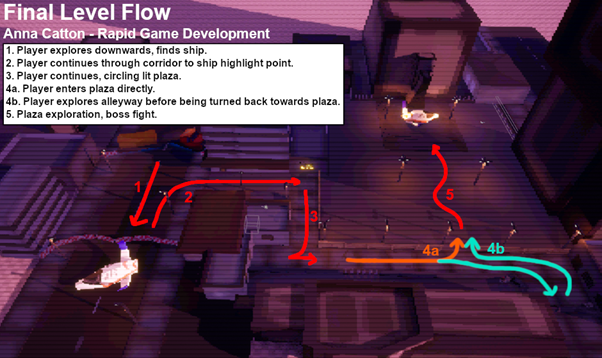 Final Level Flow
Anna Catton - Rapid Game Development
1. Player explores downwards, finds ship.
2. Player continues through corridor to ship highlight point.
3. Player continues, circling lit plaza.
4a. Player enters plaza directly.
4b. Player explores alleyway before being turned back towards plaza.
5. Plaza exploration, boss fight.
1
2
3
4a
4b
5